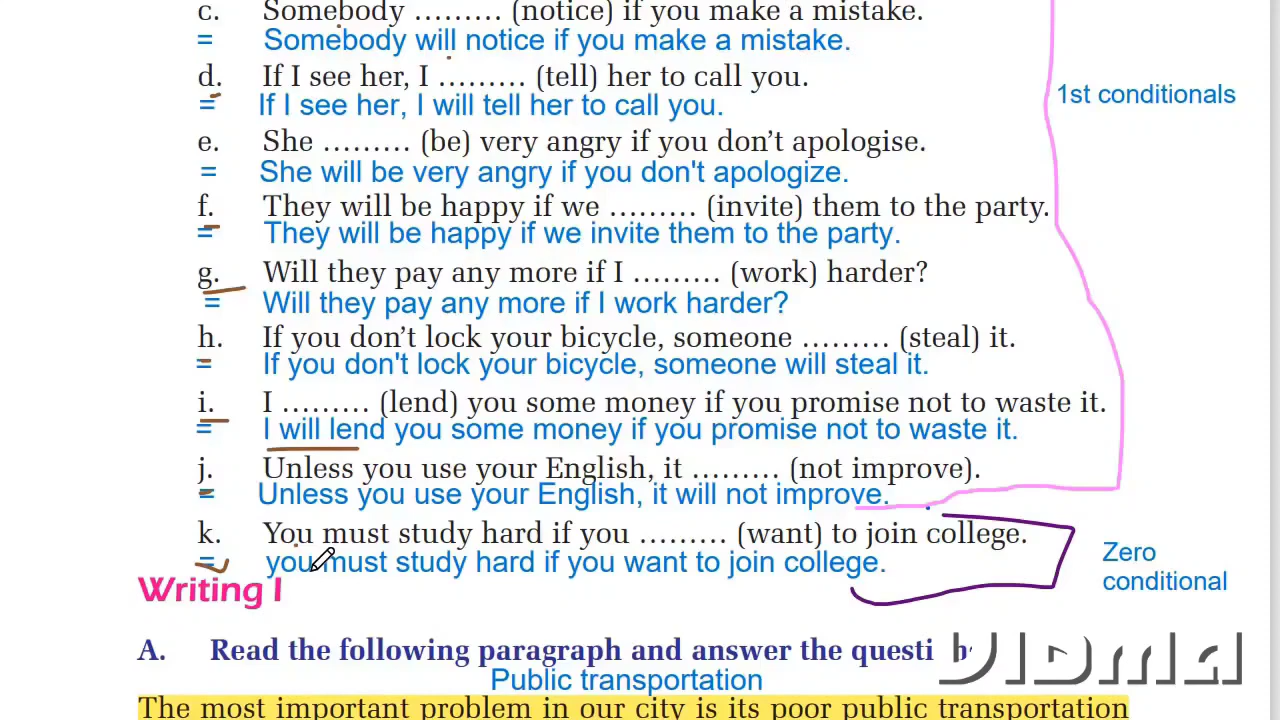 c. Somebody ……… (notice) if you make a mistake.
= Somebody will notice if you make a mistake.
d. If I see her, I ……… (tell) her to call you.
= If I see her, I will tell her to call you.
1st conditionals
e. She ……… (be) very angry if you don't apologise.
= She will be very angry if you don't apologize.
f. They will be happy if we ……… (invite) them to the party.
= They will be happy if we invite them to the party.
g. Will they pay any more if I ……… (work) harder?
= Will they pay any more if I work harder?
h. If you don't lock your bicycle, someone ……… (steal) it.
= If you don't lock your bicycle, someone will steal it.
i. I ……… (lend) you some money if you promise not to waste it.
= I will lend you some money if you promise not to waste it.
j. Unless you use your English, it ……… (not improve).
= Unless you use your English, it will not improve.
k. You must study hard if you ……… (want) to join college.
= you must study hard if you want to join college.
Zero
conditional
Writing I
A. Read the following paragraph and answer the questi
Public transportation
The most important problem in our city is its poor public transportation